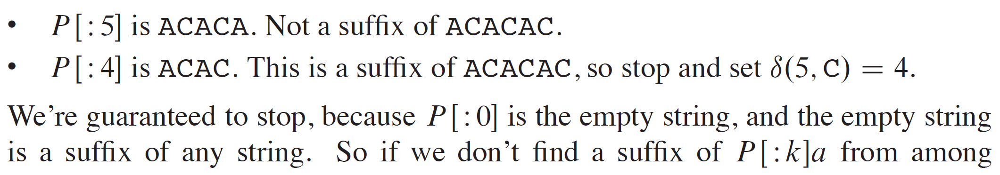 • P[:5] is ACACA. Not a suffix of ACACAC.
• P[:4] is ACAC. This is a suffix of ACACAC, so stop and set δ(5, C) = 4.
We’re guaranteed to stop, because P[:0] is the empty string, and the empty string
is a suffix of any string. So if we don’t find a suffix of P[:k]a from among